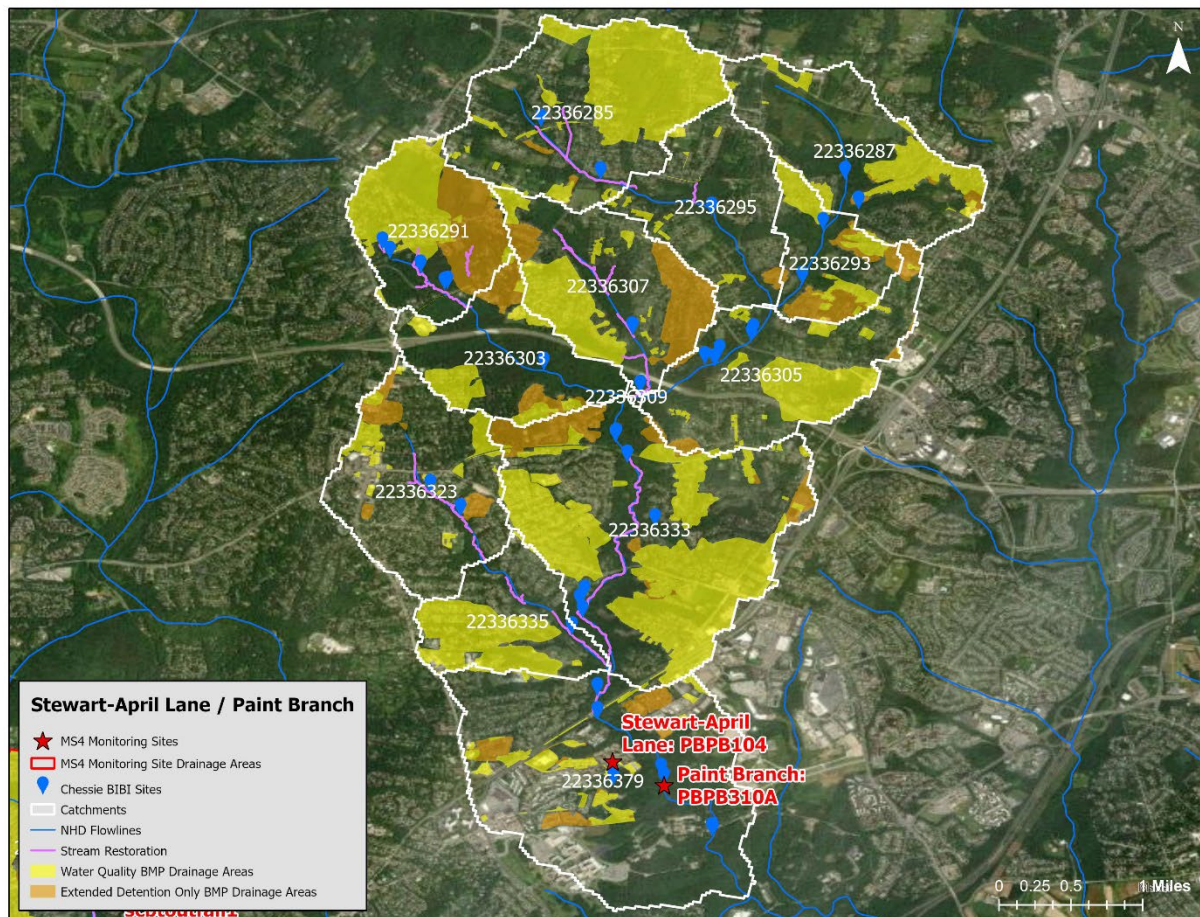 N
22336285
22336287
22336295
22336291
22336293
22336307
22336303
22336305
22336309
22336323
22336333
22336335
Stewart-April
Lane: PBPB104
22336379
Paint Branch:
PBPB310A
Stewart-April Lane / Paint Branch
MS4 Monitoring Sites
MS4 Monitoring Site Drainage Areas
Chessie BIBI Sites
Catchments
NHD Flowlines
Stream Restoration
Water Quality BMP Drainage Areas
Extended Detention Only BMP Drainage Areas
0 0.25 0.5 1 Miles